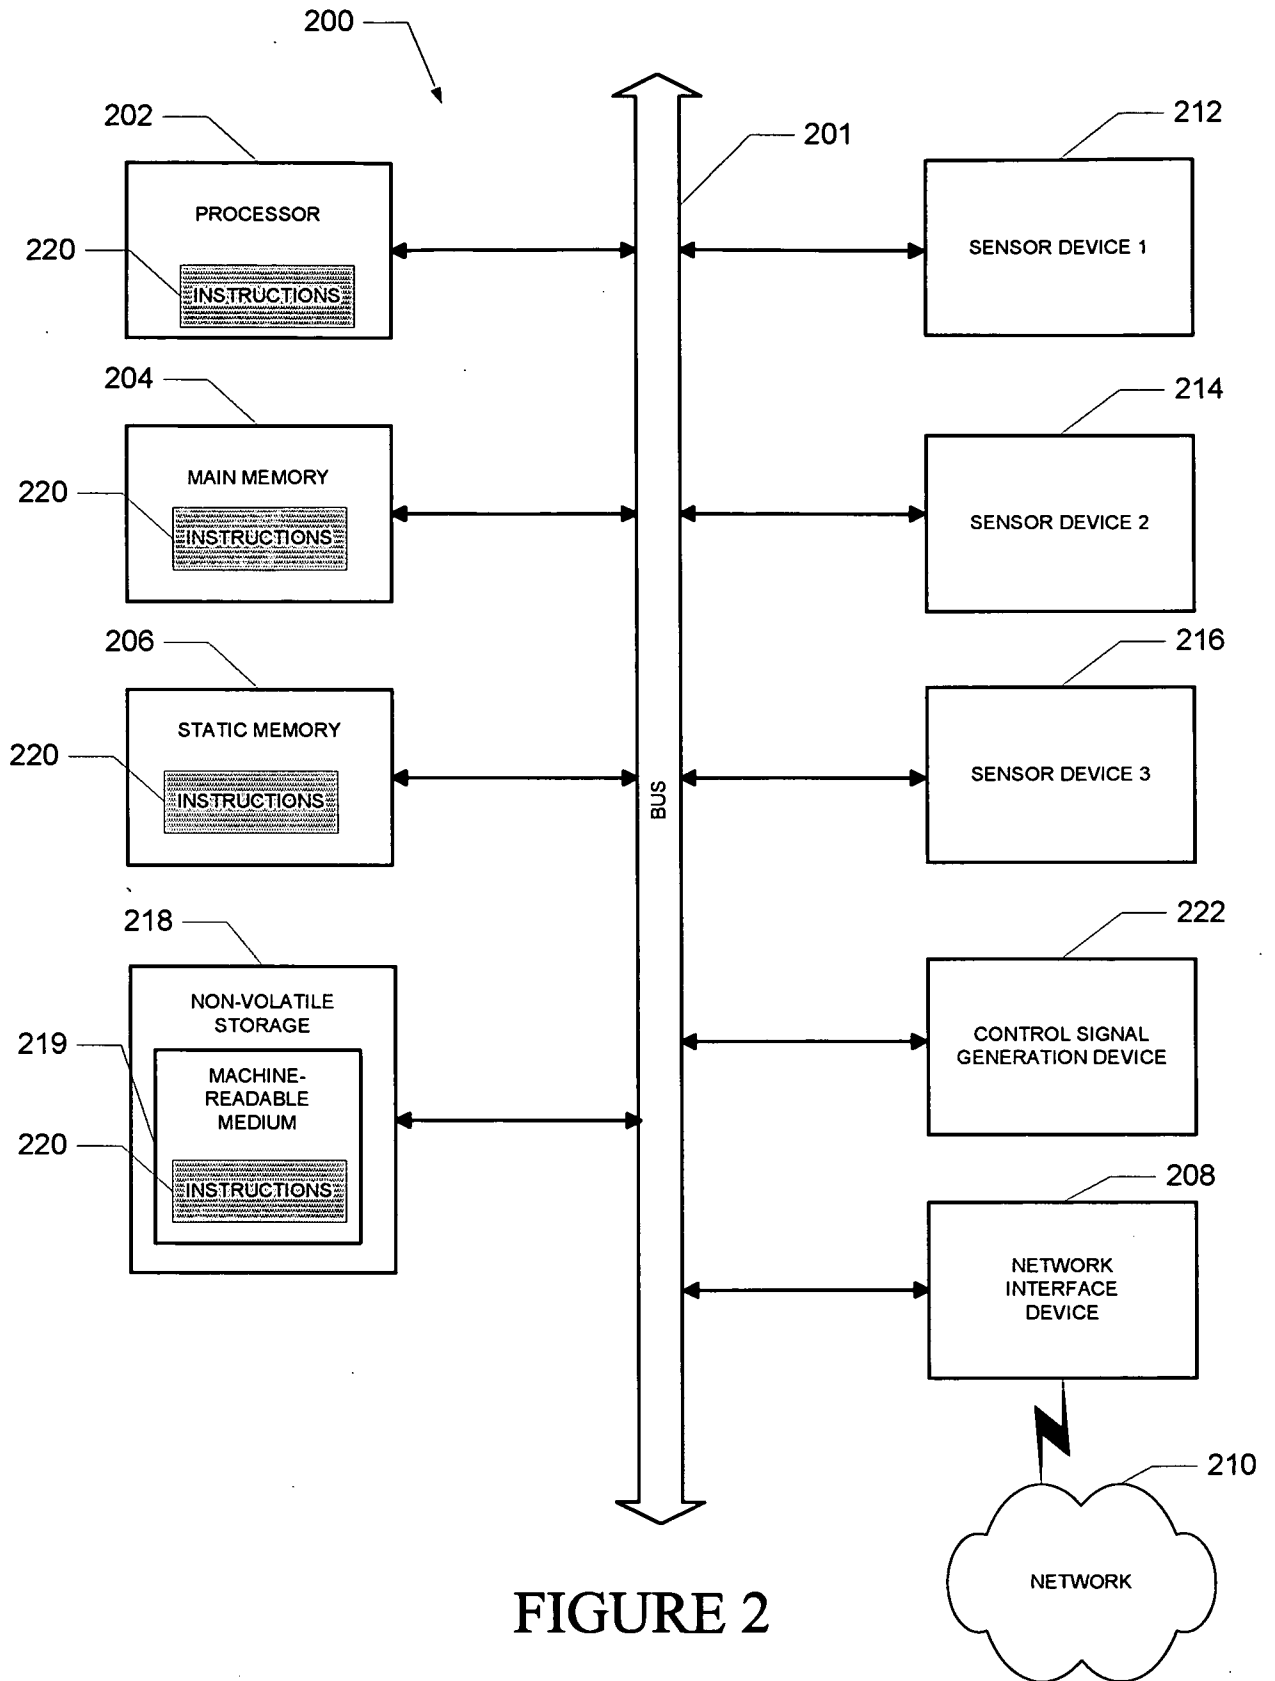 200
202
PROCESSOR
220
INSTRUCTIONS
204
MAIN MEMORY
220
INSTRUCTIONS
206
STATIC MEMORY
220
INSTRUCTIONS
218
NON-VOLATILE
STORAGE
219
MACHINE-
READABLE
MEDIUM
220
INSTRUCTIONS
201
BUS
212
SENSOR DEVICE 1
214
SENSOR DEVICE 2
216
SENSOR DEVICE 3
222
CONTROL SIGNAL
GENERATION DEVICE
208
NETWORK
INTERFACE
DEVICE
210
NETWORK
FIGURE 2